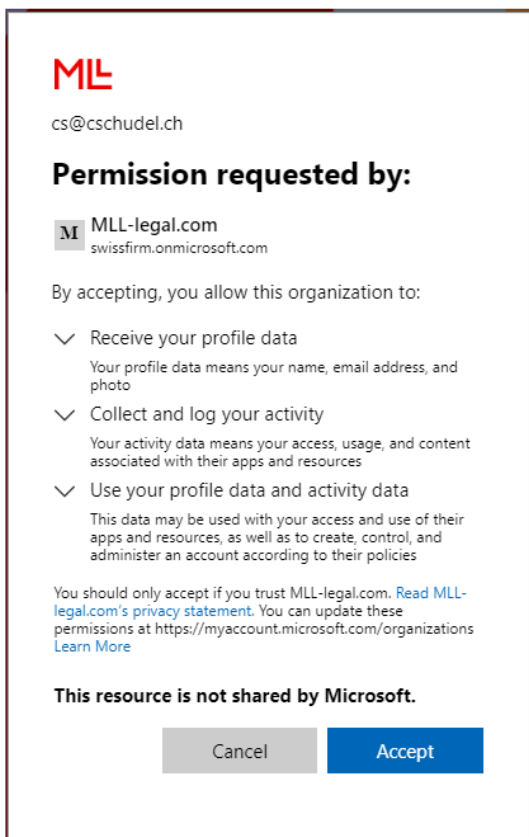 MLL
cs@cschudel.ch
Permission requested by:
M
MLL-legal.com
swissfirm.onmicrosoft.com
By accepting, you allow this organization to:
Receive your profile data
Your profile data means your name, email address, and
photo
Collect and log your activity
Your activity data means your access, usage, and content
associated with their apps and resources
Use your profile data and activity data
This data may be used with your access and use of their
apps and resources, as well as to create, control, and
administer an account according to their policies
You should only accept if you trust MLL-legal.com. Read MLL-
legal.com's privacy statement. You can update these
permissions at https://myaccount.microsoft.com/organizations
Learn More
This resource is not shared by Microsoft.
Cancel
Accept